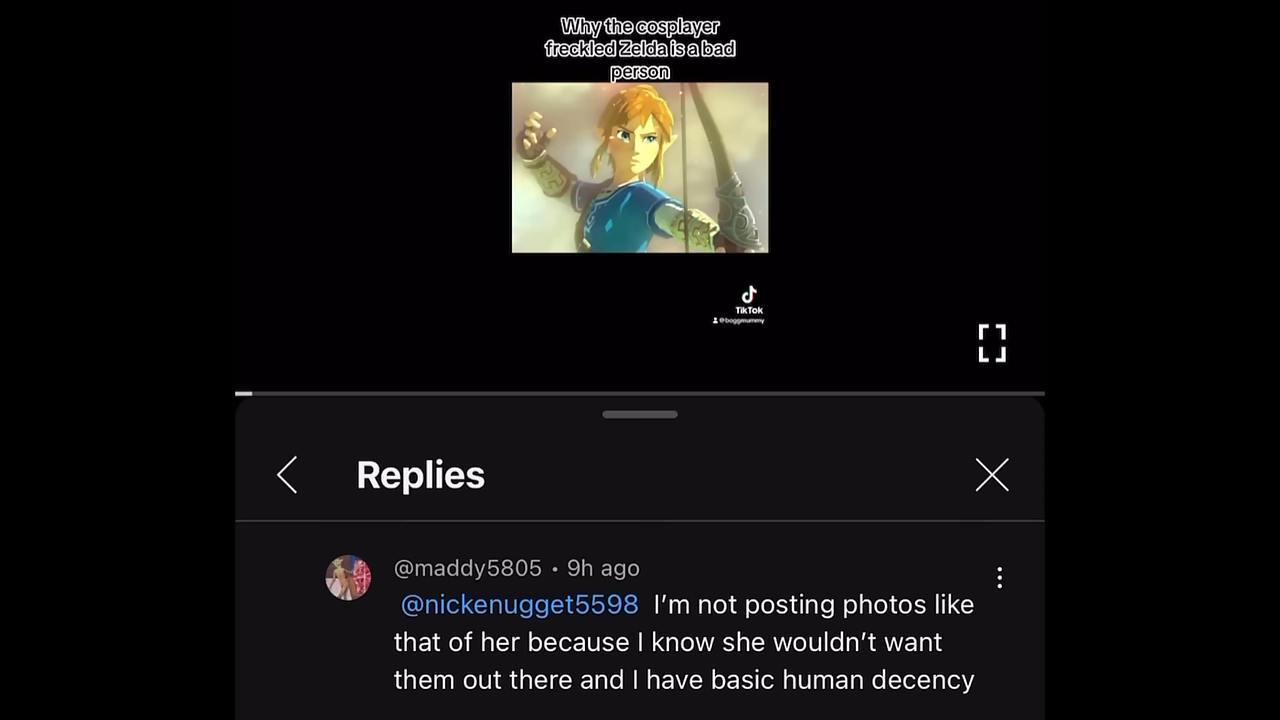 Why the cosplayer
freckled Zelda is a bad
person
TikTok
@boggmummy
Replies
@maddy5805 • 9h ago
@nickenugget5598 I’m not posting photos like
that of her because I know she wouldn’t want
them out there and I have basic human decency